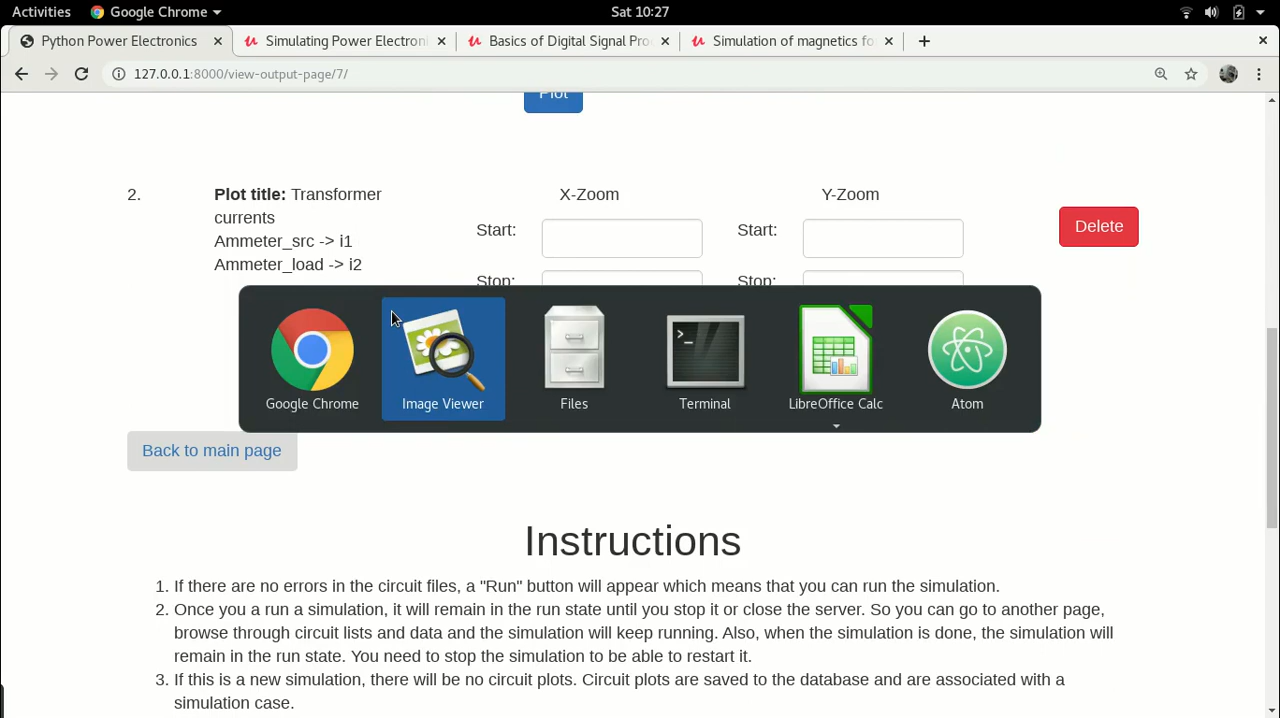 Activities Google Chrome Sat 10:27
Python Power Electronics Simulating Power Electroni Basics of Digital Signal Pro Simulation of magnetics fo
127.0.0.1:8000/view-output-page/7/
Plot
2. Plot title: Transformer X-Zoom Y-Zoom
currents Start: Start: Delete
Ammeter_src -> i1
Ammeter_load -> i2
Stop: Stop:
Google Chrome Image Viewer Files Terminal LibreOffice Calc Atom
Back to main page
Instructions
1. If there are no errors in the circuit files, a "Run" button will appear which means that you can run the simulation.
2. Once you a run a simulation, it will remain in the run state until you stop it or close the server. So you can go to another page,
browse through circuit lists and data and the simulation will keep running. Also, when the simulation is done, the simulation will
remain in the run state. You need to stop the simulation to be able to restart it.
3. If this is a new simulation, there will be no circuit plots. Circuit plots are saved to the database and are associated with a
simulation case.